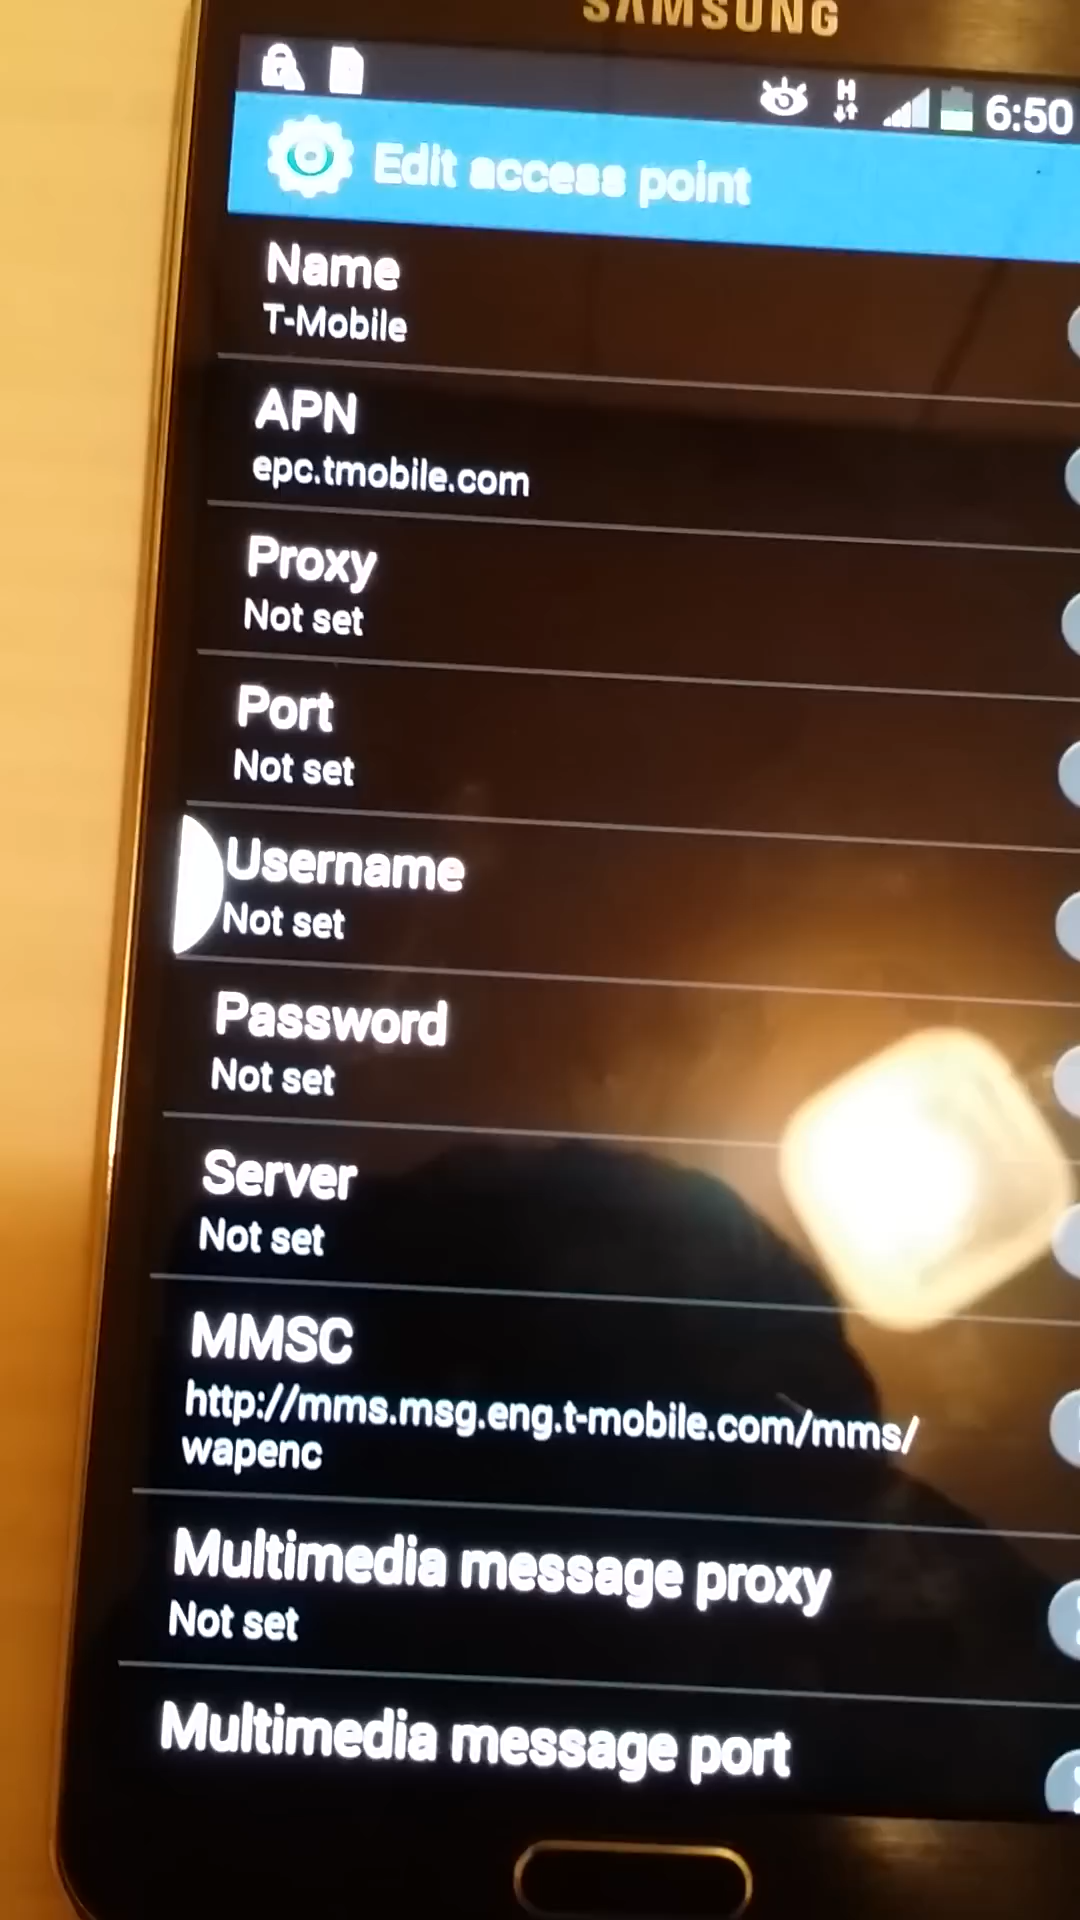 SAMSUNG
H
6:50
Edit access point
Name
T-Mobile
APN
epc.tmobile.com
Proxy
Not set
Port
Not set
Username
Not set
Password
Not set
Server
Not set
MMSC
http://mms.msg.eng.t-mobile.com/mms/
wapenc
Multimedia message proxy
Not set
Multimedia message port